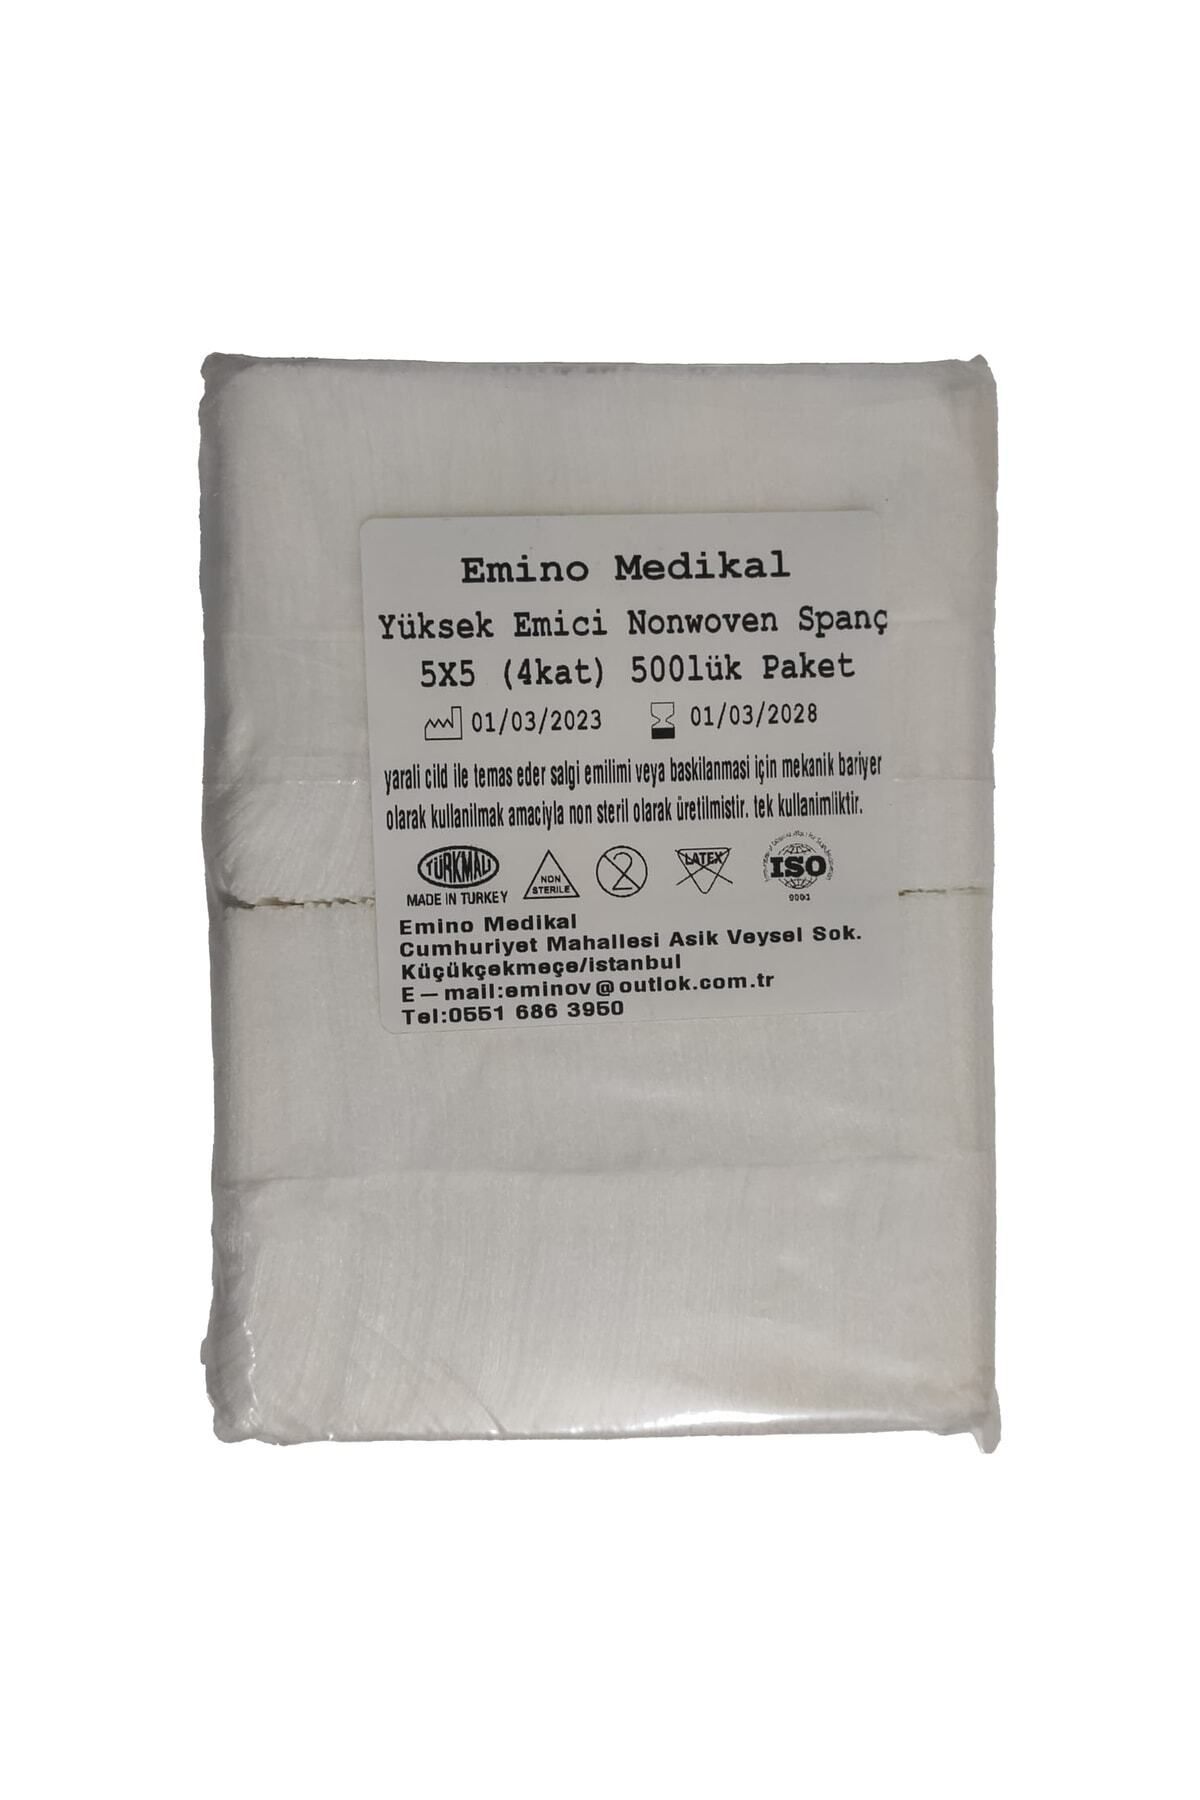 Emino Medikal
Yüksek Emici Nonwoven Spanç
5X5 (4kat) 500lük Paket
01/03/2023 01/03/2028
yarali cild ile temas eder salgi emilimi veya baskilanmasi için mekanik bariyer
olarak kullanilmak amaciyla non steril olarak üretilmistir. tek kullanimliktir.
TÜRKMALI
MADE IN TURKEY
NON
STERILE
2
LATEX
ISO
9001
Emino Medikal
Cumhuriyet Mahallesi Asik Veysel Sok.
Küçükçekmeçe/istanbul
E—mail:eminov@outlok.com.tr
Tel:0551 686 3950